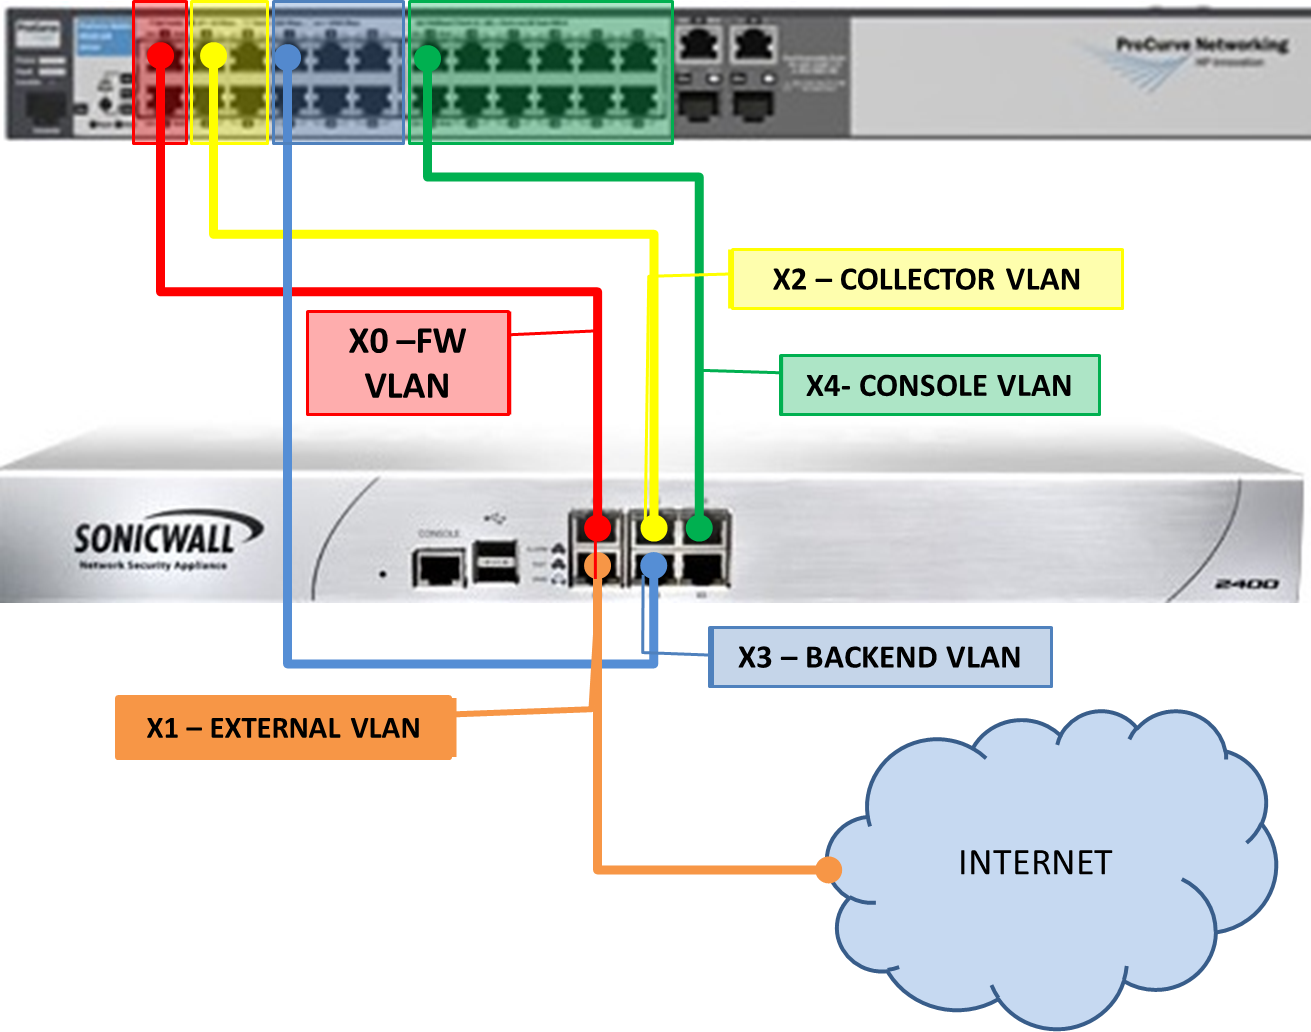 ProCurve Networking
HP Innovation
X2 – COLLECTOR VLAN
X0 –FW
VLAN
X4- CONSOLE VLAN
SONICWALL
Network Security Appliance
CONSOLE
2400
X3 – BACKEND VLAN
X1 – EXTERNAL VLAN
INTERNET